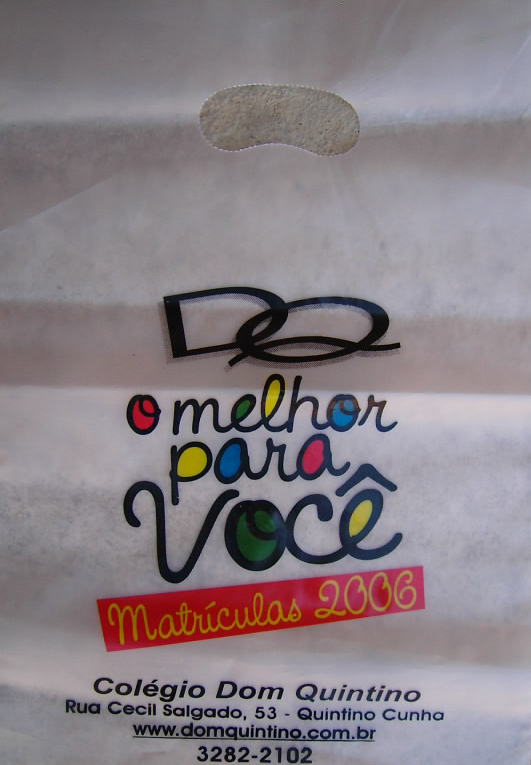 DQ
o melhor
para
Você
Matrículas 2006
Colégio Dom Quintino
Rua Cecil Salgado, 53 - Quintino Cunha
www.domquintino.com.br
3282-2102